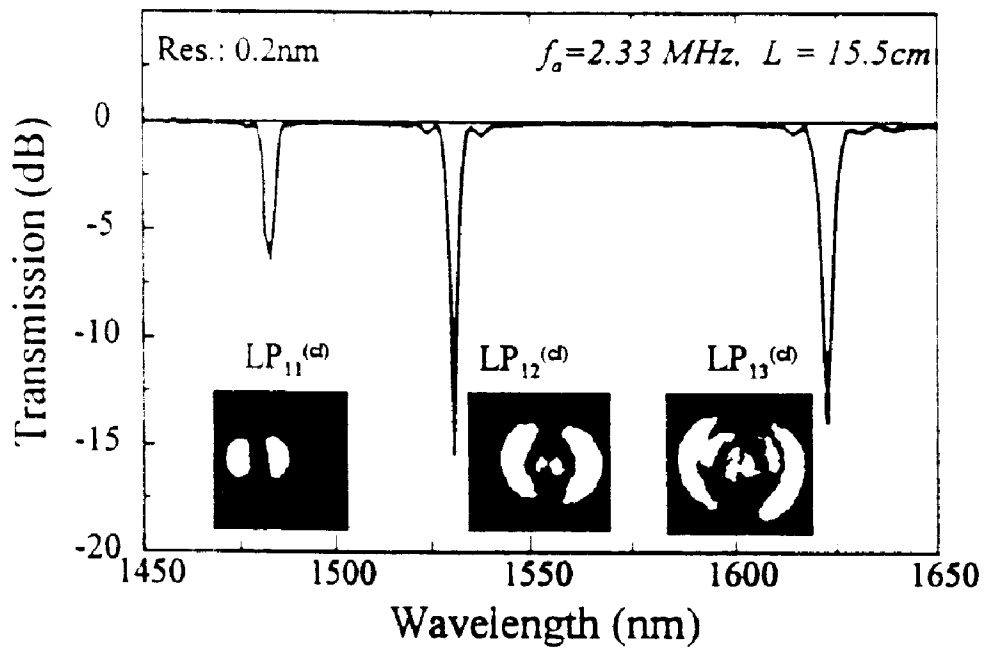 Res.: 0.2nm
fₐ=2.33 MHz, L = 15.5cm
Transmission (dB)
0
-5
-10
-15
-20
LP₁₁⁽ᶜˡ⁾
LP₁₂⁽ᶜˡ⁾
LP₁₃⁽ᶜˡ⁾
1450
1500
1550
1600
1650
Wavelength (nm)